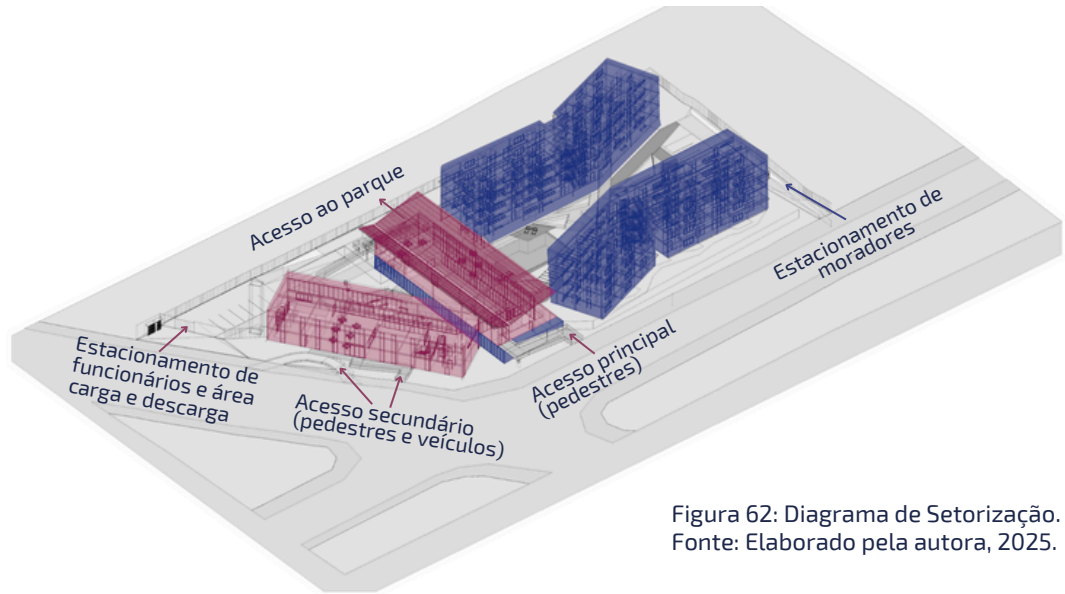 Acesso ao parque
Estacionamento de
moradores
Estacionamento de
funcionários e área
carga e descarga
Acesso secundário
(pedestres e veículos)
Acesso principal
(pedestres)
Figura 62: Diagrama de Setorização.
Fonte: Elaborado pela autora, 2025.